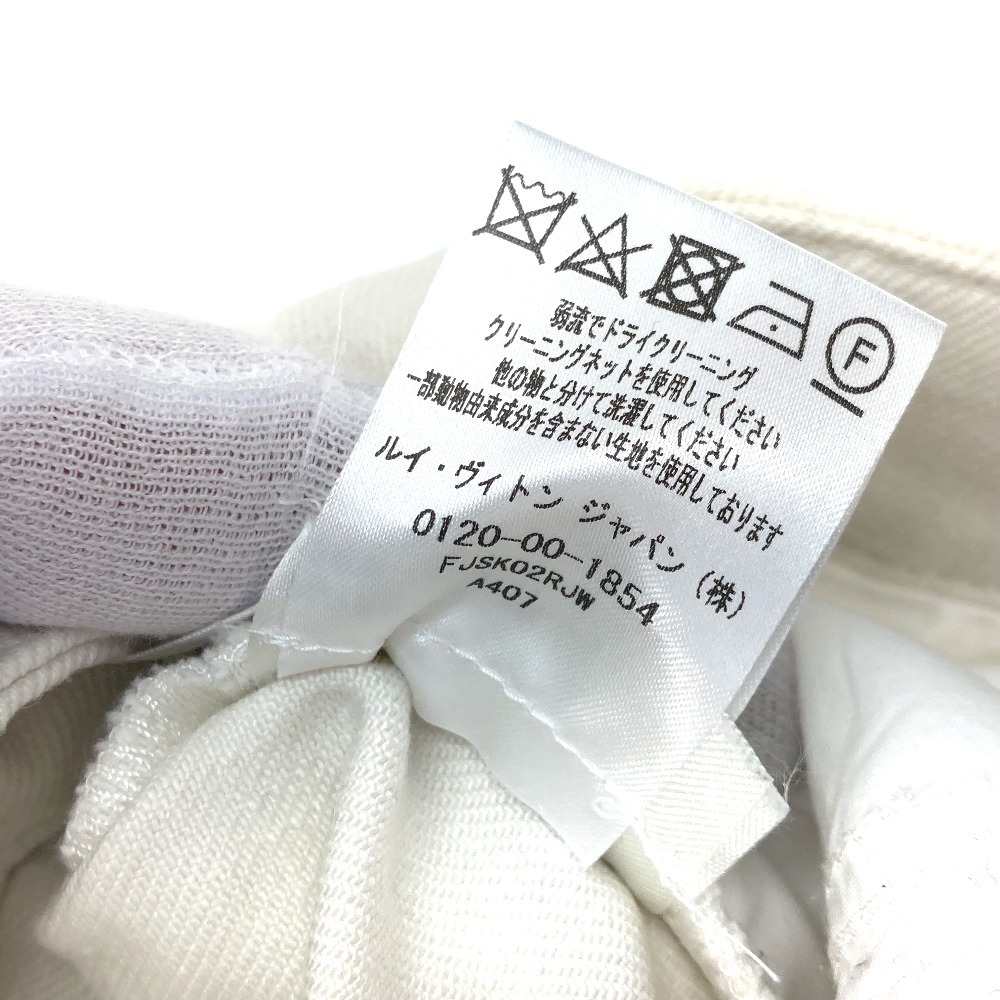 F
弱流でドライクリーニング
クリーニングネットを使用してください
他の物と分けて洗濯してください
一部動物由来成分を含まない生地を使用しております
ルイ・ヴィトン ジャパン (株)
0120-00-1854
FJSK02RJW
A407